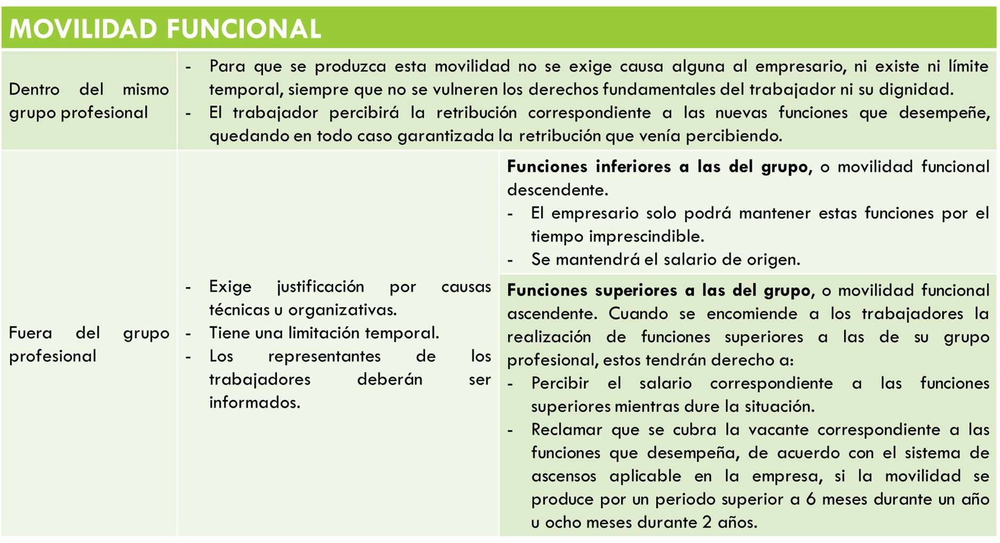 MOVILIDAD FUNCIONAL
Dentro del mismo
grupo profesional
- Para que se produzca esta movilidad no se exige causa alguna al empresario, ni existe ni límite
temporal, siempre que no se vulneren los derechos fundamentales del trabajador ni su dignidad.
- El trabajador percibirá la retribución correspondiente a las nuevas funciones que desempeñe,
quedando en todo caso garantizada la retribución que venía percibiendo.
Fuera del grupo
profesional
- Exige justificación por causas
técnicas u organizativas.
- Tiene una limitación temporal.
- Los representantes de los
trabajadores deberán ser
informados.
Funciones inferiores a las del grupo, o movilidad funcional
descendente.
- El empresario solo podrá mantener estas funciones por el
tiempo imprescindible.
- Se mantendrá el salario de origen.
Funciones superiores a las del grupo, o movilidad funcional
ascendente. Cuando se encomiende a los trabajadores la
realización de funciones superiores a las de su grupo
profesional, estos tendrán derecho a:
- Percibir el salario correspondiente a las funciones
superiores mientras dure la situación.
- Reclamar que se cubra la vacante correspondiente a las
funciones que desempeña, de acuerdo con el sistema de
ascensos aplicable en la empresa, si la movilidad se
produce por un periodo superior a 6 meses durante un año
u ocho meses durante 2 años.